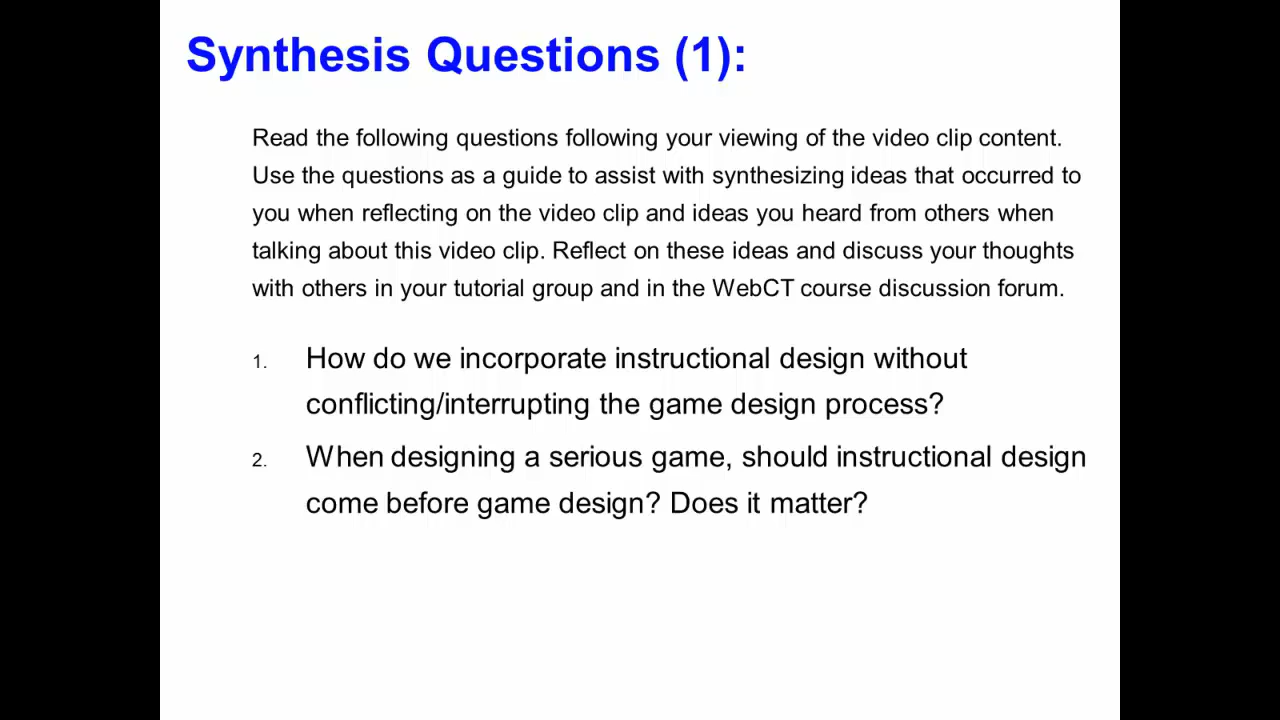 Synthesis Questions (1):
Read the following questions following your viewing of the video clip content.
Use the questions as a guide to assist with synthesizing ideas that occurred to
you when reflecting on the video clip and ideas you heard from others when
talking about this video clip. Reflect on these ideas and discuss your thoughts
with others in your tutorial group and in the WebCT course discussion forum.
1. How do we incorporate instructional design without
conflicting/interrupting the game design process?
2. When designing a serious game, should instructional design
come before game design? Does it matter?